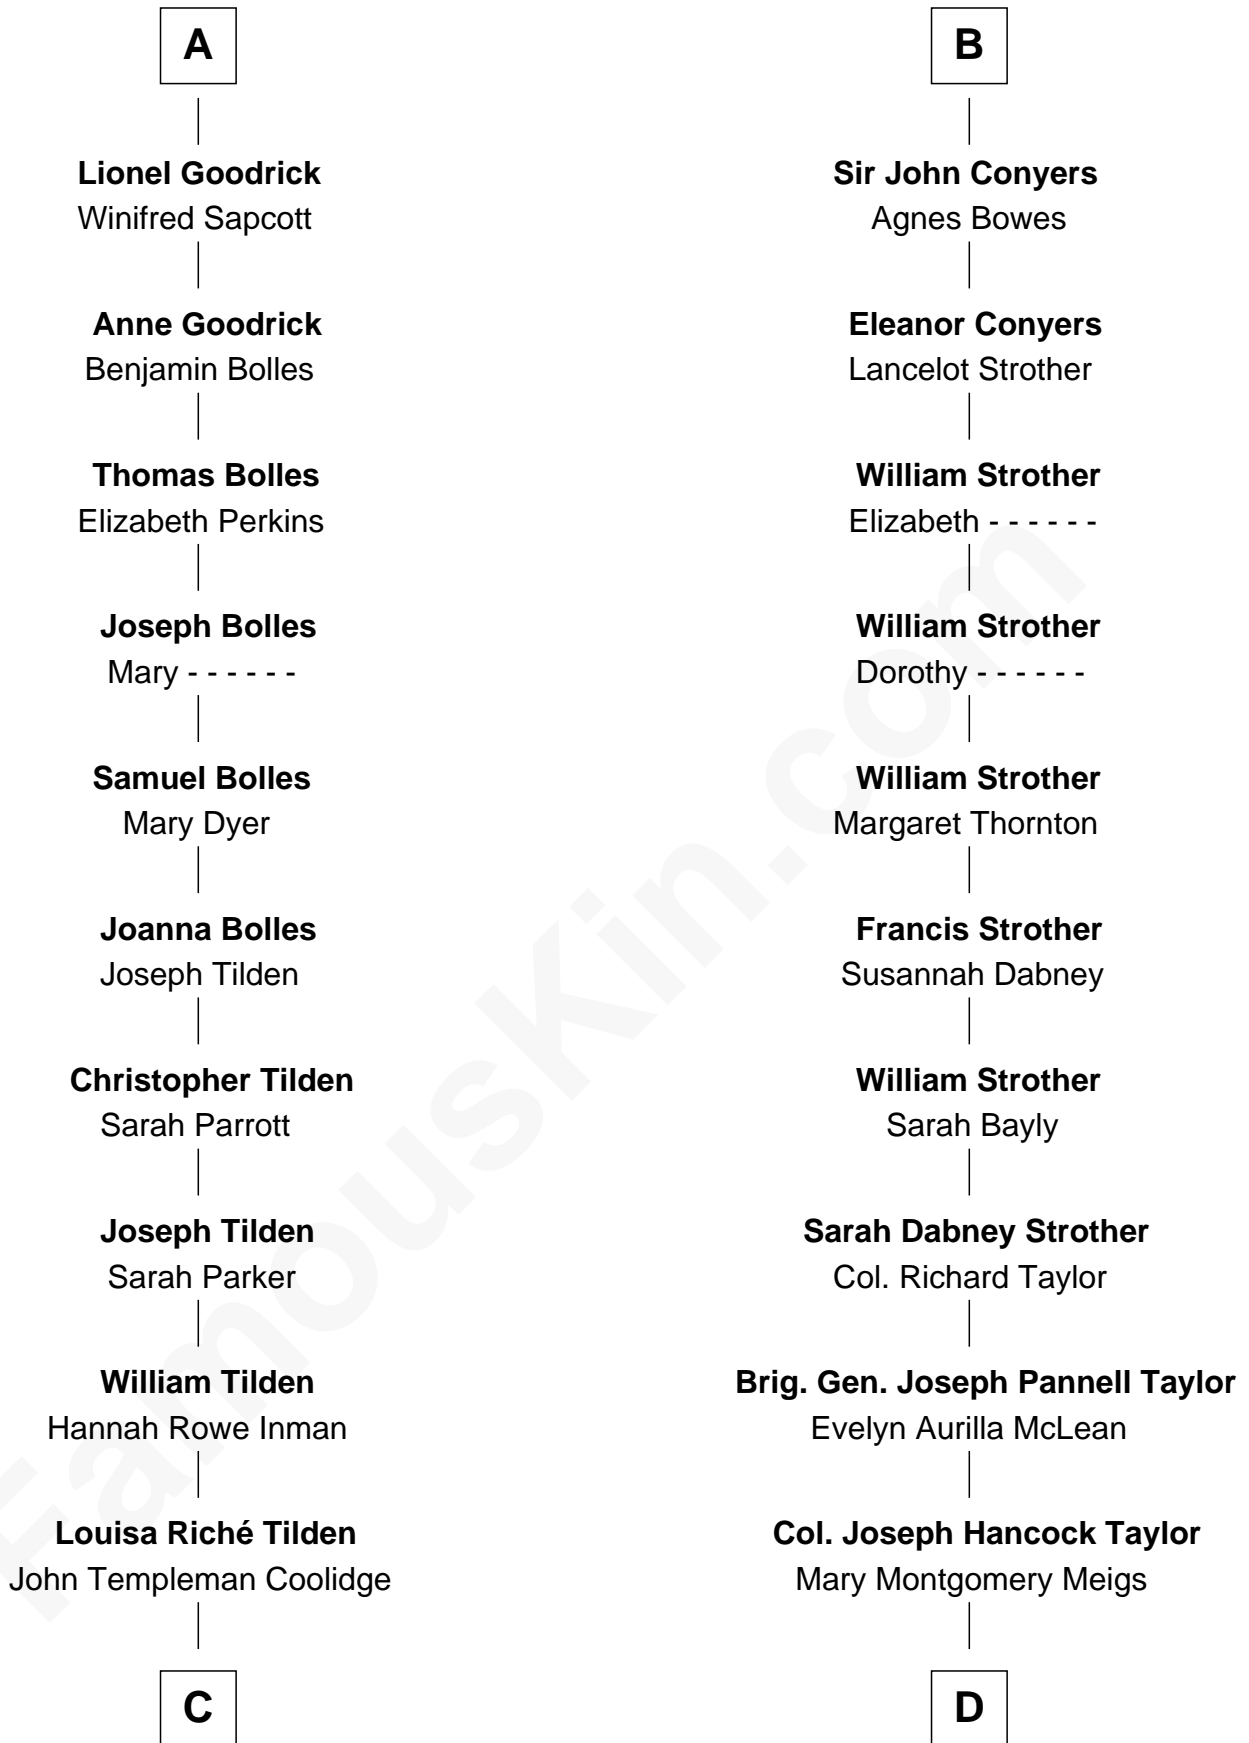 A
Lionel Goodrick
Winifred Sapcott
Anne Goodrick
Benjamin Bolles
Thomas Bolles
Elizabeth Perkins
Joseph Bolles
Mary - - - - - -
Samuel Bolles
Mary Dyer
Joanna Bolles
Joseph Tilden
Christopher Tilden
Sarah Parrott
Joseph Tilden
Sarah Parker
William Tilden
Hannah Rowe Inman
Louisa Riché Tilden
John Templeman Coolidge
C
B
Sir John Conyers
Agnes Bowes
Eleanor Conyers
Lancelot Strother
William Strother
Elizabeth - - - - - -
William Strother
Dorothy - - - - - -
William Strother
Margaret Thornton
Francis Strother
Susannah Dabney
William Strother
Sarah Bayly
Sarah Dabney Strother
Col. Richard Taylor
Brig. Gen. Joseph Pannell Taylor
Evelyn Aurilla McLean
Col. Joseph Hancock Taylor
Mary Montgomery Meigs
D
FamousKin.com